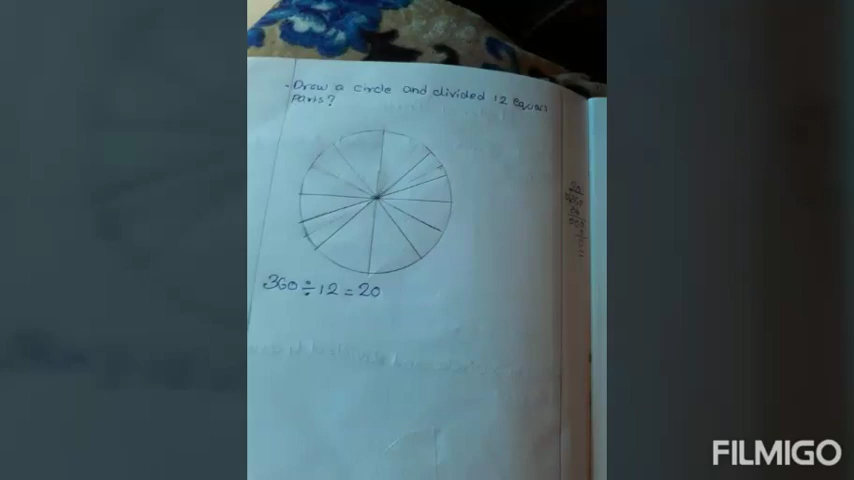 . Draw a circle and divided 12 equal
Parts?
360 ÷ 12 = 20
FILMIGO